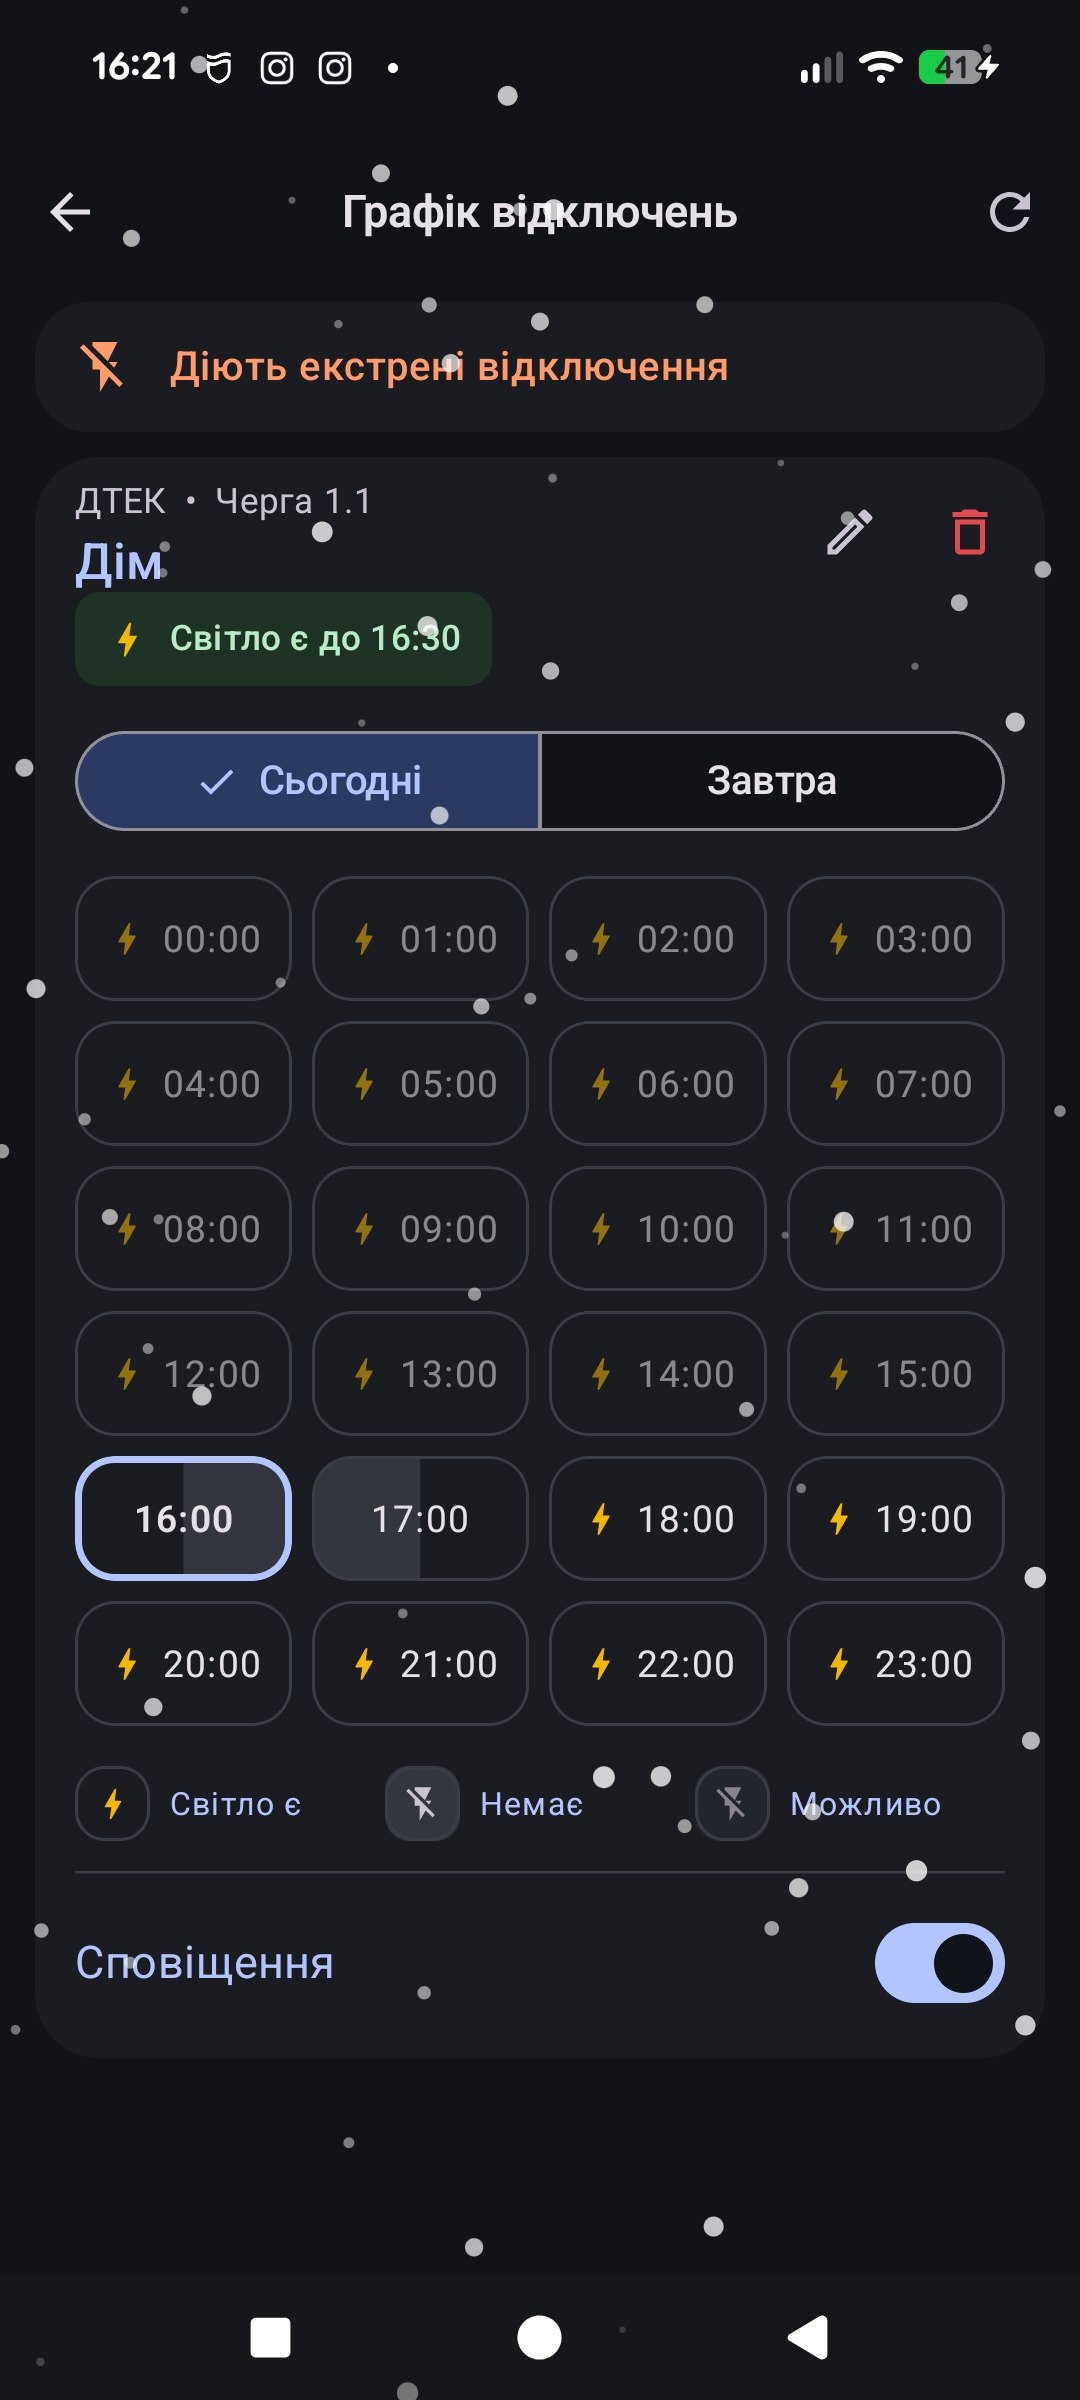 16:21 41
Графік відключень
Діють екстрені відключення
ДТЕК • Черга 1.1
Дім
Світло є до 16:30
Сьогодні Завтра
00:00 01:00 02:00 03:00
04:00 05:00 06:00 07:00
08:00 09:00 10:00 11:00
12:00 13:00 14:00 15:00
16:00 17:00 18:00 19:00
20:00 21:00 22:00 23:00
Світло є Немає Можливо
Сповіщення